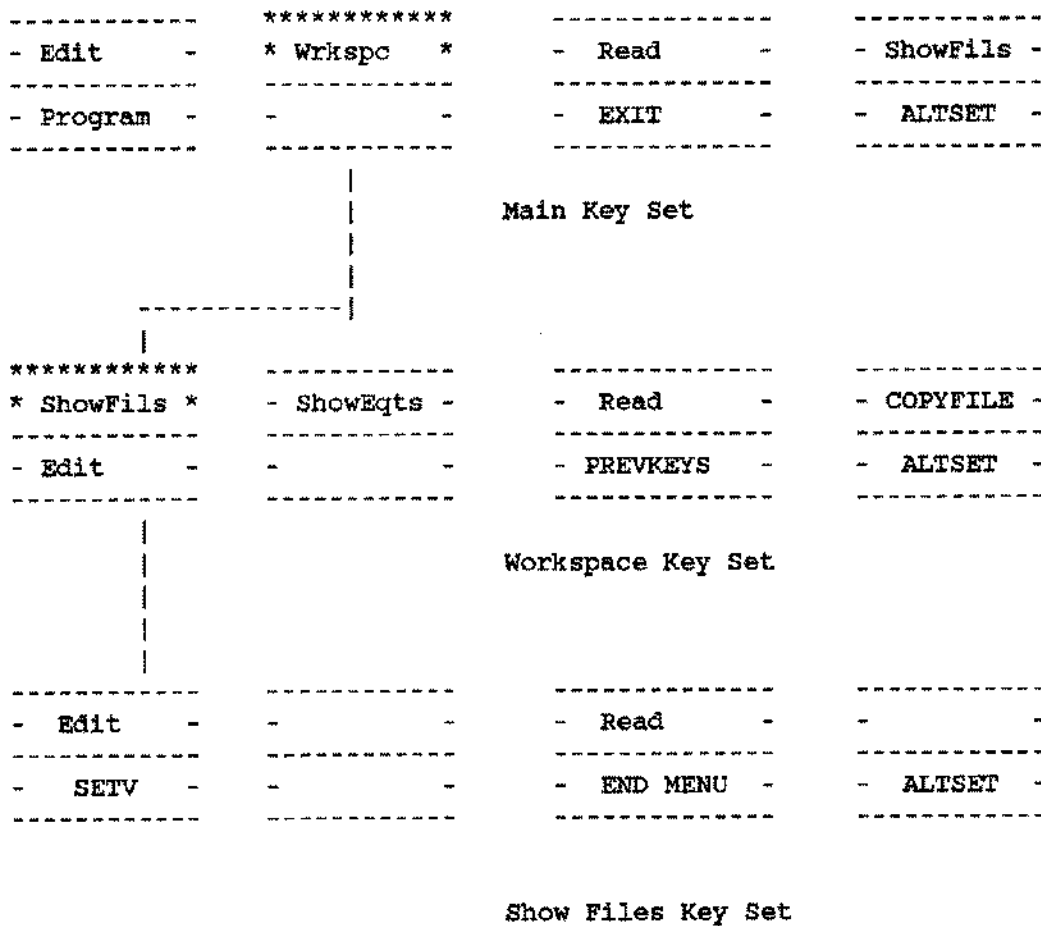 Edit Wrkspc Read ShowFils
Program EXIT ALTSET
Main Key Set
ShowFils ShowEqts Read COPYFILE
Edit PREVKEYS ALTSET
Workspace Key Set
Edit Read
SETV END MENU ALTSET
Show Files Key Set